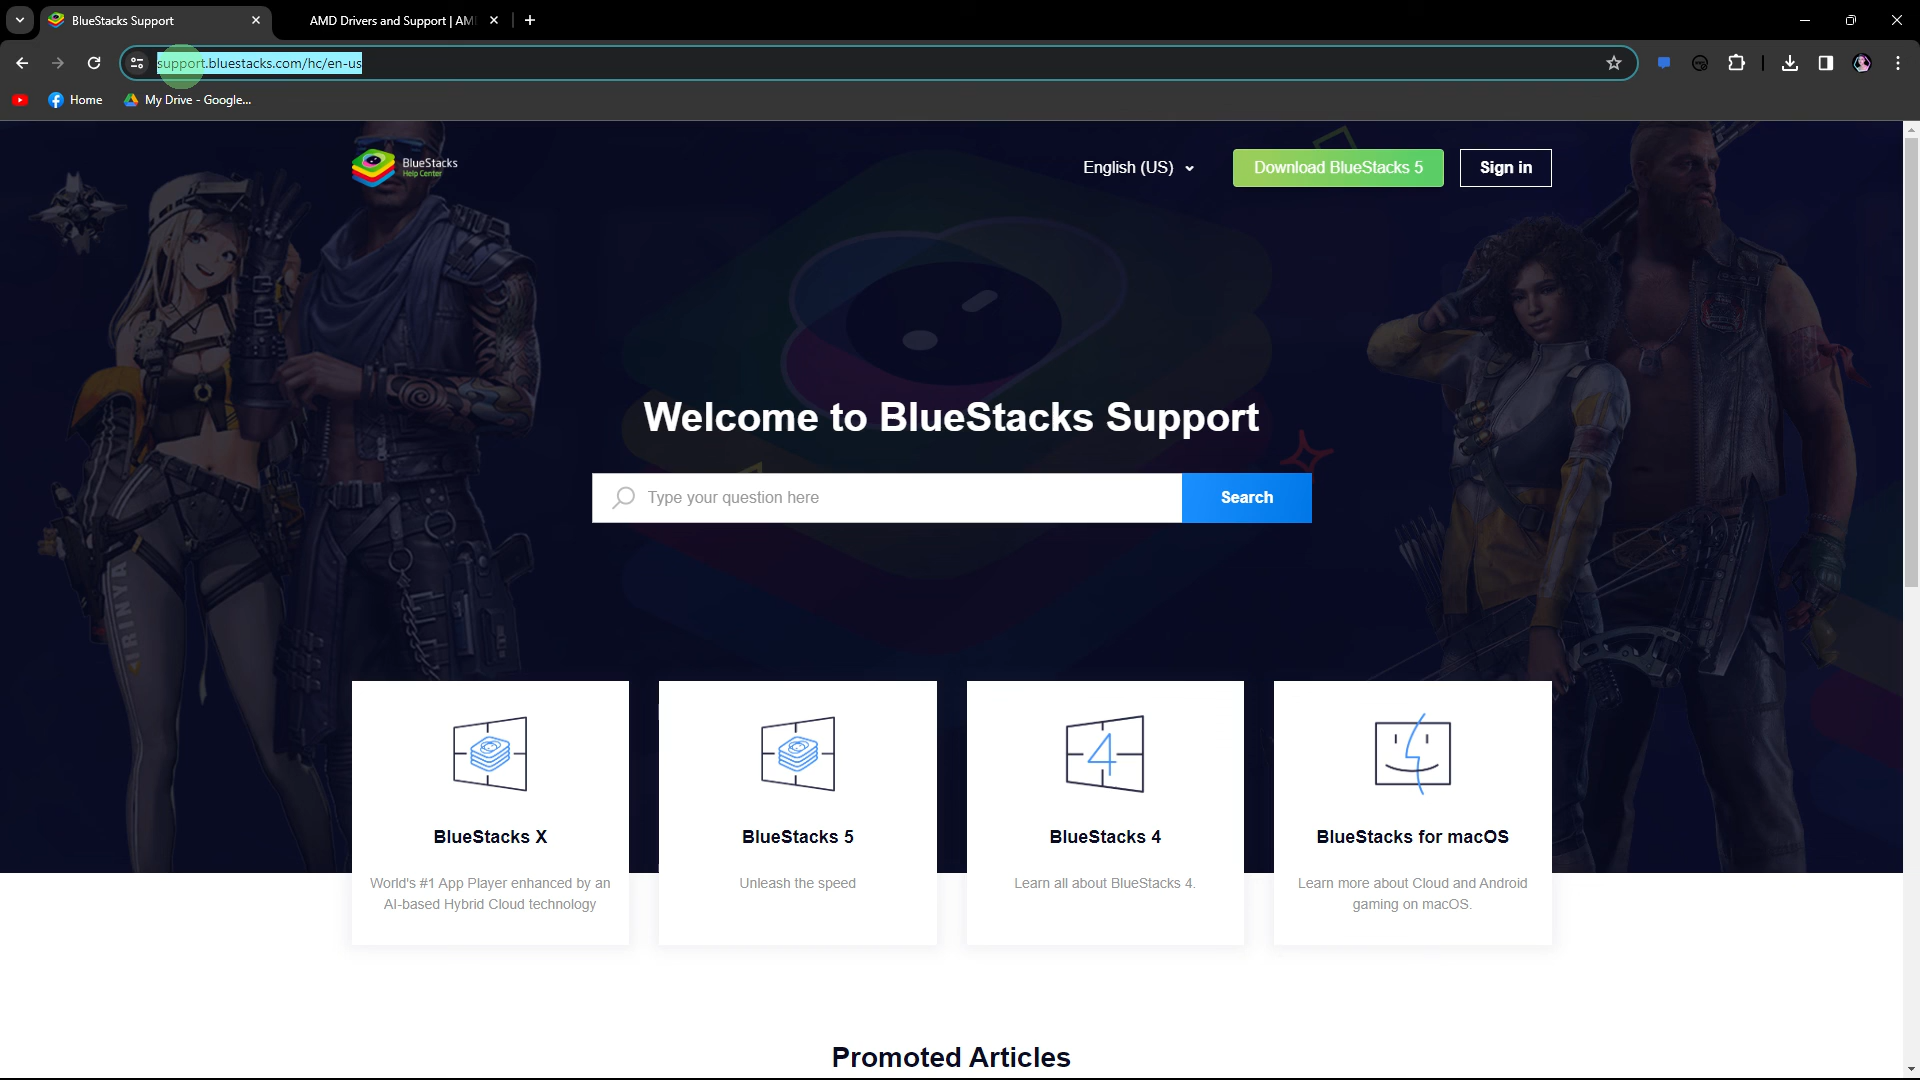 BlueStacks Support
AMD Drivers and Support | AM
support.bluestacks.com/hc/en-us
Home
My Drive - Google...
BlueStacks
Help Center
English (US)
Download BlueStacks 5
Sign in
Welcome to BlueStacks Support
Type your question here
Search
IRINYA
4
BlueStacks X
BlueStacks 5
BlueStacks 4
BlueStacks for macOS
World's #1 App Player enhanced by an
AI-based Hybrid Cloud technology
Unleash the speed
Learn all about BlueStacks 4.
Learn more about Cloud and Android
gaming on macOS.
Promoted Articles